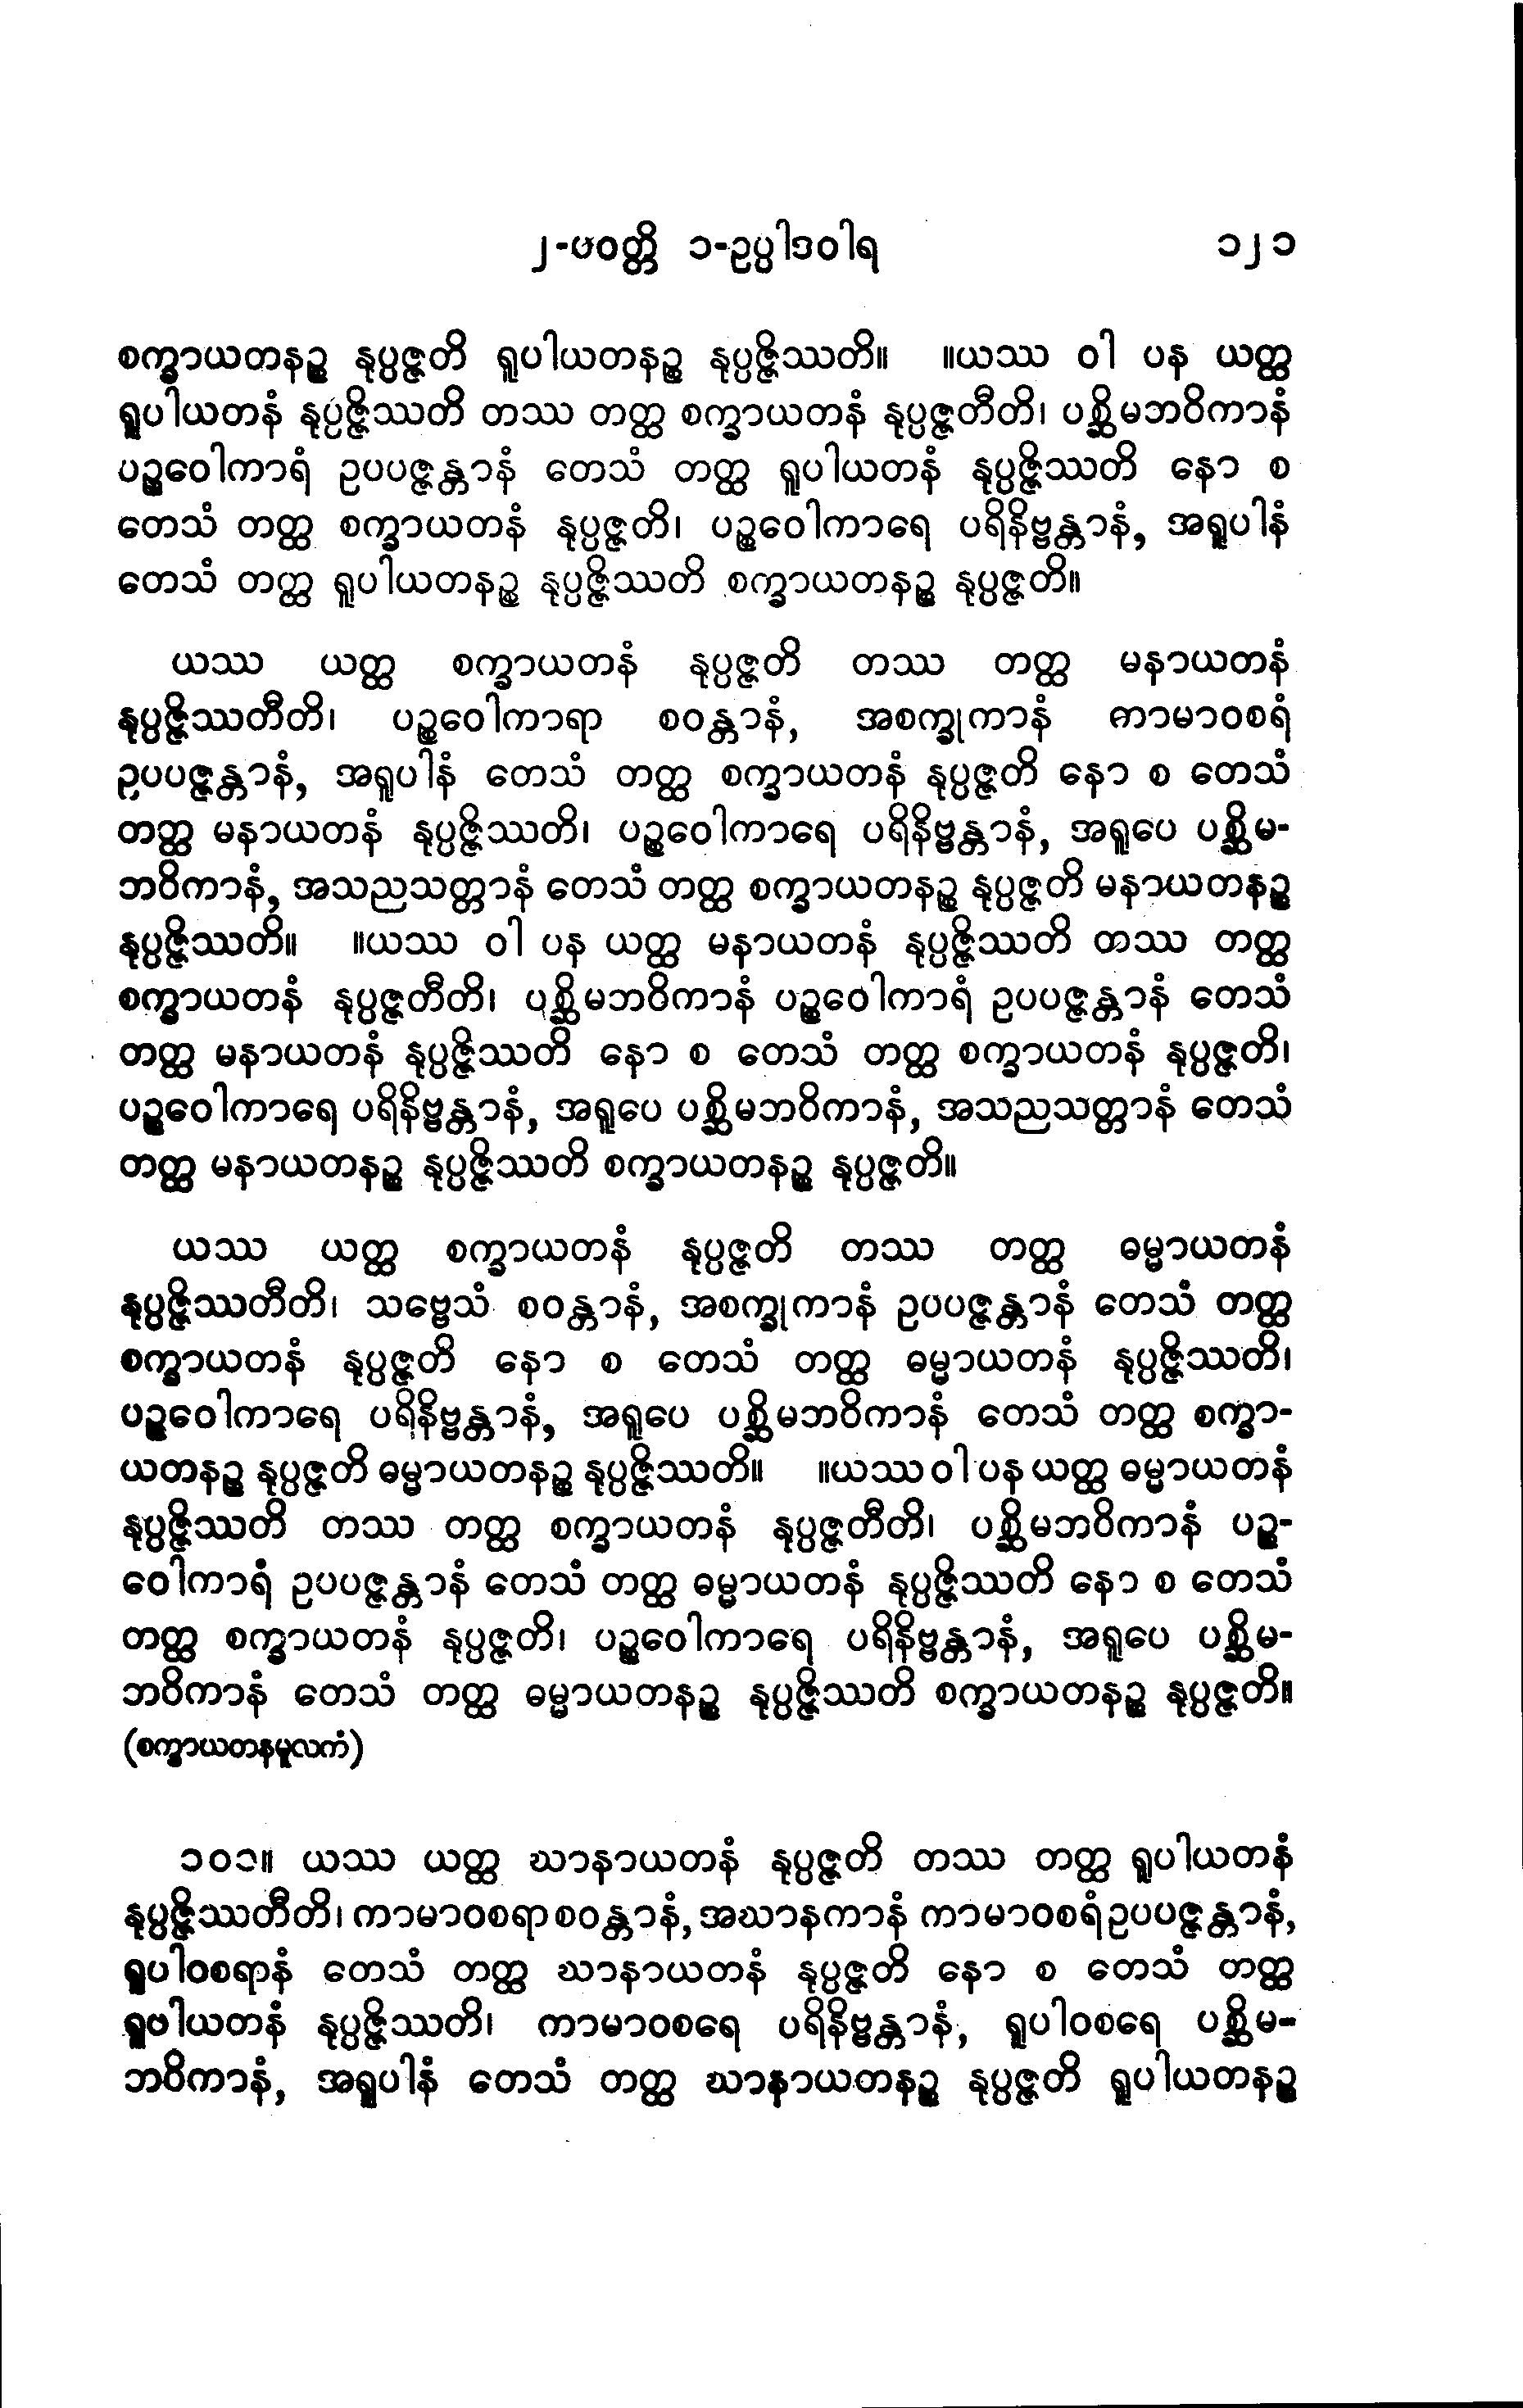 ၂-ပဝတ္တိ ၁-ဥပ္ပါဒဝါရ ၁၂၁
စက္ခာယတနဉ္စ နုပ္ပဇ္ဇတိ ရူပါယတနဉ္စ နုပ္ပဇ္ဇိဿတိ။ ။ယဿ ဝါ ပန ယတ္ထ
ရူပါယတနံ နုပ္ပဇ္ဇိဿတိ တဿ တတ္ထ စက္ခာယတနံ နုပ္ပဇ္ဇတီတိ၊ ပစ္ဆိမဘဝိကာနံ
ပဉ္စဝေါကာရံ ဥပပဇ္ဇန္တာနံ တေသံ တတ္ထ ရူပါယတနံ နုပ္ပဇ္ဇိဿတိ နော စ
တေသံ တတ္ထ စက္ခာယတနံ နုပ္ပဇ္ဇတိ၊ ပဉ္စဝေါကာရေ ပရိနိဗ္ဗန္တာနံ, အရူပါနံ
တေသံ တတ္ထ ရူပါယတနဉ္စ နုပ္ပဇ္ဇိဿတိ စက္ခာယတနဉ္စ နုပ္ပဇ္ဇတိ။
ယဿ ယတ္ထ စက္ခာယတနံ နုပ္ပဇ္ဇတိ တဿ တတ္ထ မနာယတနံ
နုပ္ပဇ္ဇိဿတီတိ၊ ပဉ္စဝေါကာရာ စဝန္တာနံ, အစက္ခုကာနံ ကာမာဝစရံ
ဥပပဇ္ဇန္တာနံ, အရူပါနံ တေသံ တတ္ထ စက္ခာယတနံ နုပ္ပဇ္ဇတိ နော စ တေသံ
တတ္ထ မနာယတနံ နုပ္ပဇ္ဇိဿတိ၊ ပဉ္စဝေါကာရေ ပရိနိဗ္ဗန္တာနံ, အရူပေ ပစ္ဆိမ-
ဘဝိကာနံ, အသညသတ္တာနံ တေသံ တတ္ထ စက္ခာယတနဉ္စ နုပ္ပဇ္ဇတိ မနာယတနဉ္စ
နုပ္ပဇ္ဇိဿတိ။ ။ယဿ ဝါ ပန ယတ္ထ မနာယတနံ နုပ္ပဇ္ဇိဿတိ တဿ တတ္ထ
စက္ခာယတနံ နုပ္ပဇ္ဇတီတိ၊ ပစ္ဆိမဘဝိကာနံ ပဉ္စဝေါကာရံ ဥပပဇ္ဇန္တာနံ တေသံ
တတ္ထ မနာယတနံ နုပ္ပဇ္ဇိဿတိ နော စ တေသံ တတ္ထ စက္ခာယတနံ နုပ္ပဇ္ဇတိ၊
ပဉ္စဝေါကာရေ ပရိနိဗ္ဗန္တာနံ, အရူပေ ပစ္ဆိမဘဝိကာနံ, အသညသတ္တာနံ တေသံ
တတ္ထ မနာယတနဉ္စ နုပ္ပဇ္ဇိဿတိ စက္ခာယတနဉ္စ နုပ္ပဇ္ဇတိ။
ယဿ ယတ္ထ စက္ခာယတနံ နုပ္ပဇ္ဇတိ တဿ တတ္ထ ဓမ္မာယတနံ
နုပ္ပဇ္ဇိဿတီတိ၊ သဗ္ဗေသံ စဝန္တာနံ, အစက္ခုကာနံ ဥပပဇ္ဇန္တာနံ တေသံ တတ္ထ
စက္ခာယတနံ နုပ္ပဇ္ဇတိ နော စ တေသံ တတ္ထ ဓမ္မာယတနံ နုပ္ပဇ္ဇိဿတိ၊
ပဉ္စဝေါကာရေ ပရိနိဗ္ဗန္တာနံ, အရူပေ ပစ္ဆိမဘဝိကာနံ တေသံ တတ္ထ စက္ခာ-
ယတနဉ္စ နုပ္ပဇ္ဇတိ ဓမ္မာယတနဉ္စ နုပ္ပဇ္ဇိဿတိ။ ။ယဿ ဝါ ပန ယတ္ထ ဓမ္မာယတနံ
နုပ္ပဇ္ဇိဿတိ တဿ တတ္ထ စက္ခာယတနံ နုပ္ပဇ္ဇတီတိ၊ ပစ္ဆိမဘဝိကာနံ ပဉ္စ-
ဝေါကာရံ ဥပပဇ္ဇန္တာနံ တေသံ တတ္ထ ဓမ္မာယတနံ နုပ္ပဇ္ဇိဿတိ နော စ တေသံ
တတ္ထ စက္ခာယတနံ နုပ္ပဇ္ဇတိ၊ ပဉ္စဝေါကာရေ ပရိနိဗ္ဗန္တာနံ, အရူပေ ပစ္ဆိမ-
ဘဝိကာနံ တေသံ တတ္ထ ဓမ္မာယတနဉ္စ နုပ္ပဇ္ဇိဿတိ စက္ခာယတနဉ္စ နုပ္ပဇ္ဇတိ။
(စက္ခာယတနမူလကံ)
၁၀၁။ ယဿ ယတ္ထ ဃာနာယတနံ နုပ္ပဇ္ဇတိ တဿ တတ္ထ ရူပါယတနံ
နုပ္ပဇ္ဇိဿတီတိ၊ ကာမာဝစရာ စဝန္တာနံ, အဃာနကာနံ ကာမာဝစရံ ဥပပဇ္ဇန္တာနံ,
ရူပါဝစရာနံ တေသံ တတ္ထ ဃာနာယတနံ နုပ္ပဇ္ဇတိ နော စ တေသံ တတ္ထ
ရူပါယတနံ နုပ္ပဇ္ဇိဿတိ၊ ကာမာဝစရေ ပရိနိဗ္ဗန္တာနံ, ရူပါဝစရေ ပစ္ဆိမ-
ဘဝိကာနံ, အရူပါနံ တေသံ တတ္ထ ဃာနာယတနဉ္စ နုပ္ပဇ္ဇတိ ရူပါယတနဉ္စ